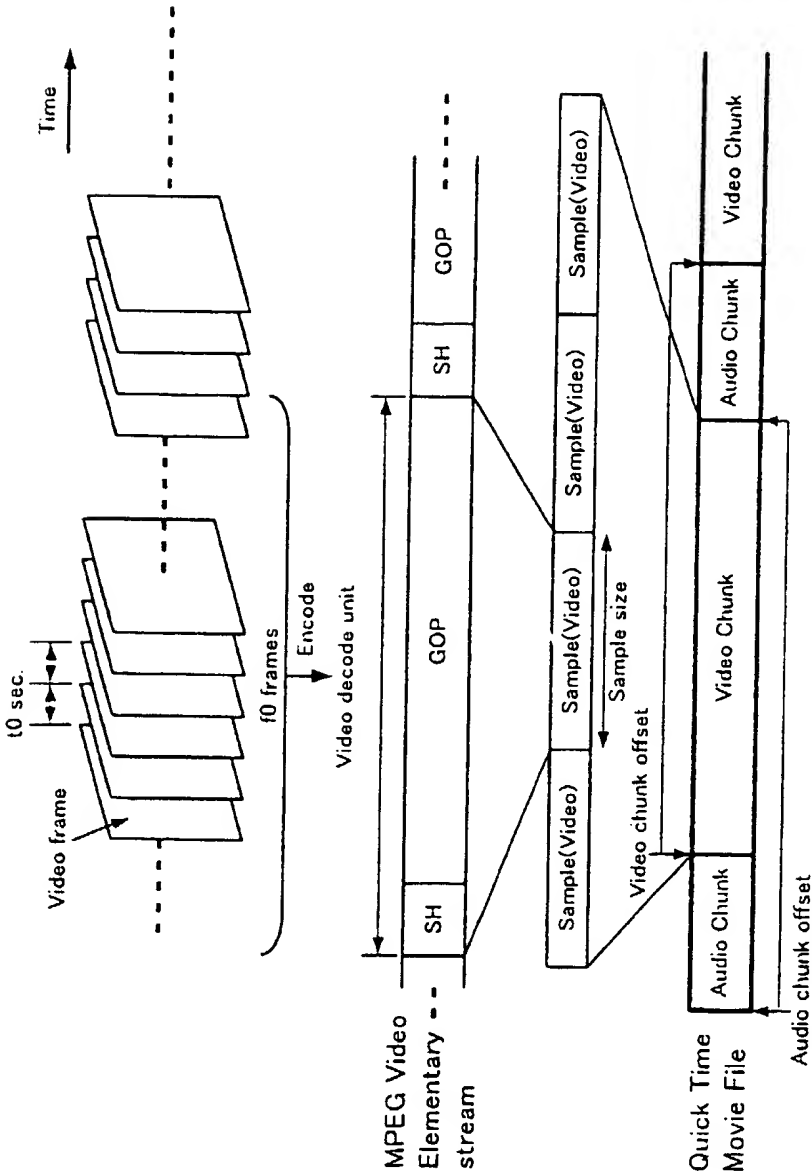 Time
t0 sec.
Video frame
f0 frames
Encode
Video decode unit
MPEG Video
Elementary
stream
SH
GOP
SH
GOP
Sample(Video)
Sample(Video)
Sample(Video)
Sample(Video)
Sample size
Video chunk offset
Quick Time
Movie File
Audio Chunk
Video Chunk
Audio Chunk
Video Chunk
Audio chunk offset